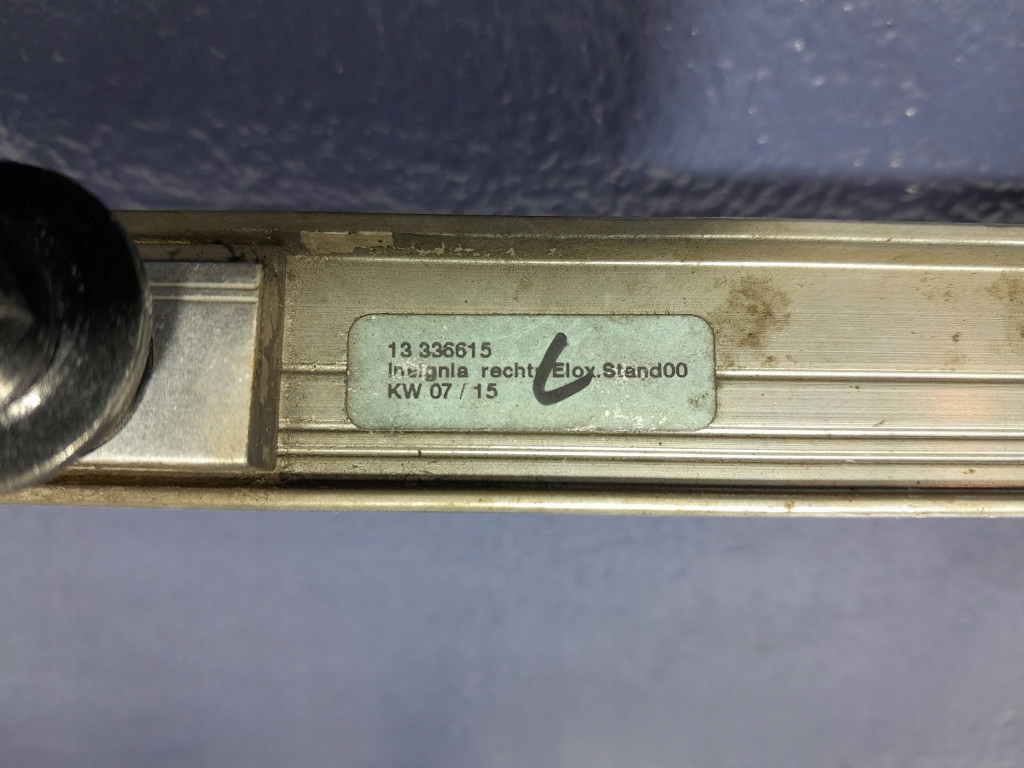 13 336615
Insignia rechts Elox.Stand00
KW 07 / 15
L